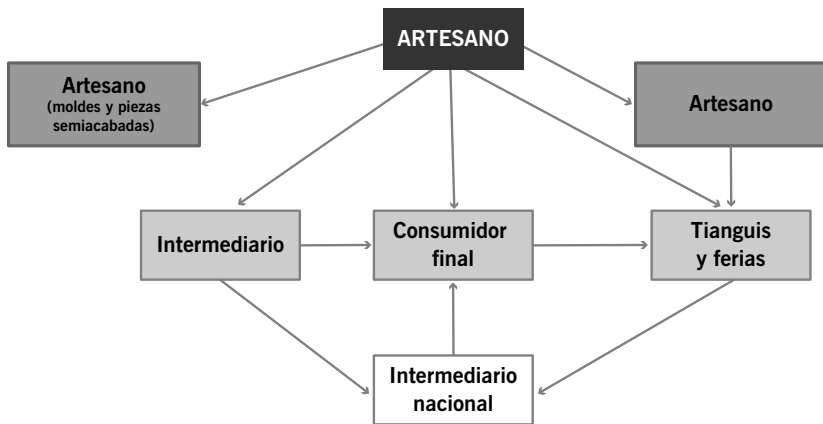 ARTESANO
Artesano
(moldes y piezas
semiacabadas)
Artesano
Intermediario
Consumidor
final
Tianguis
y ferias
Intermediario
nacional